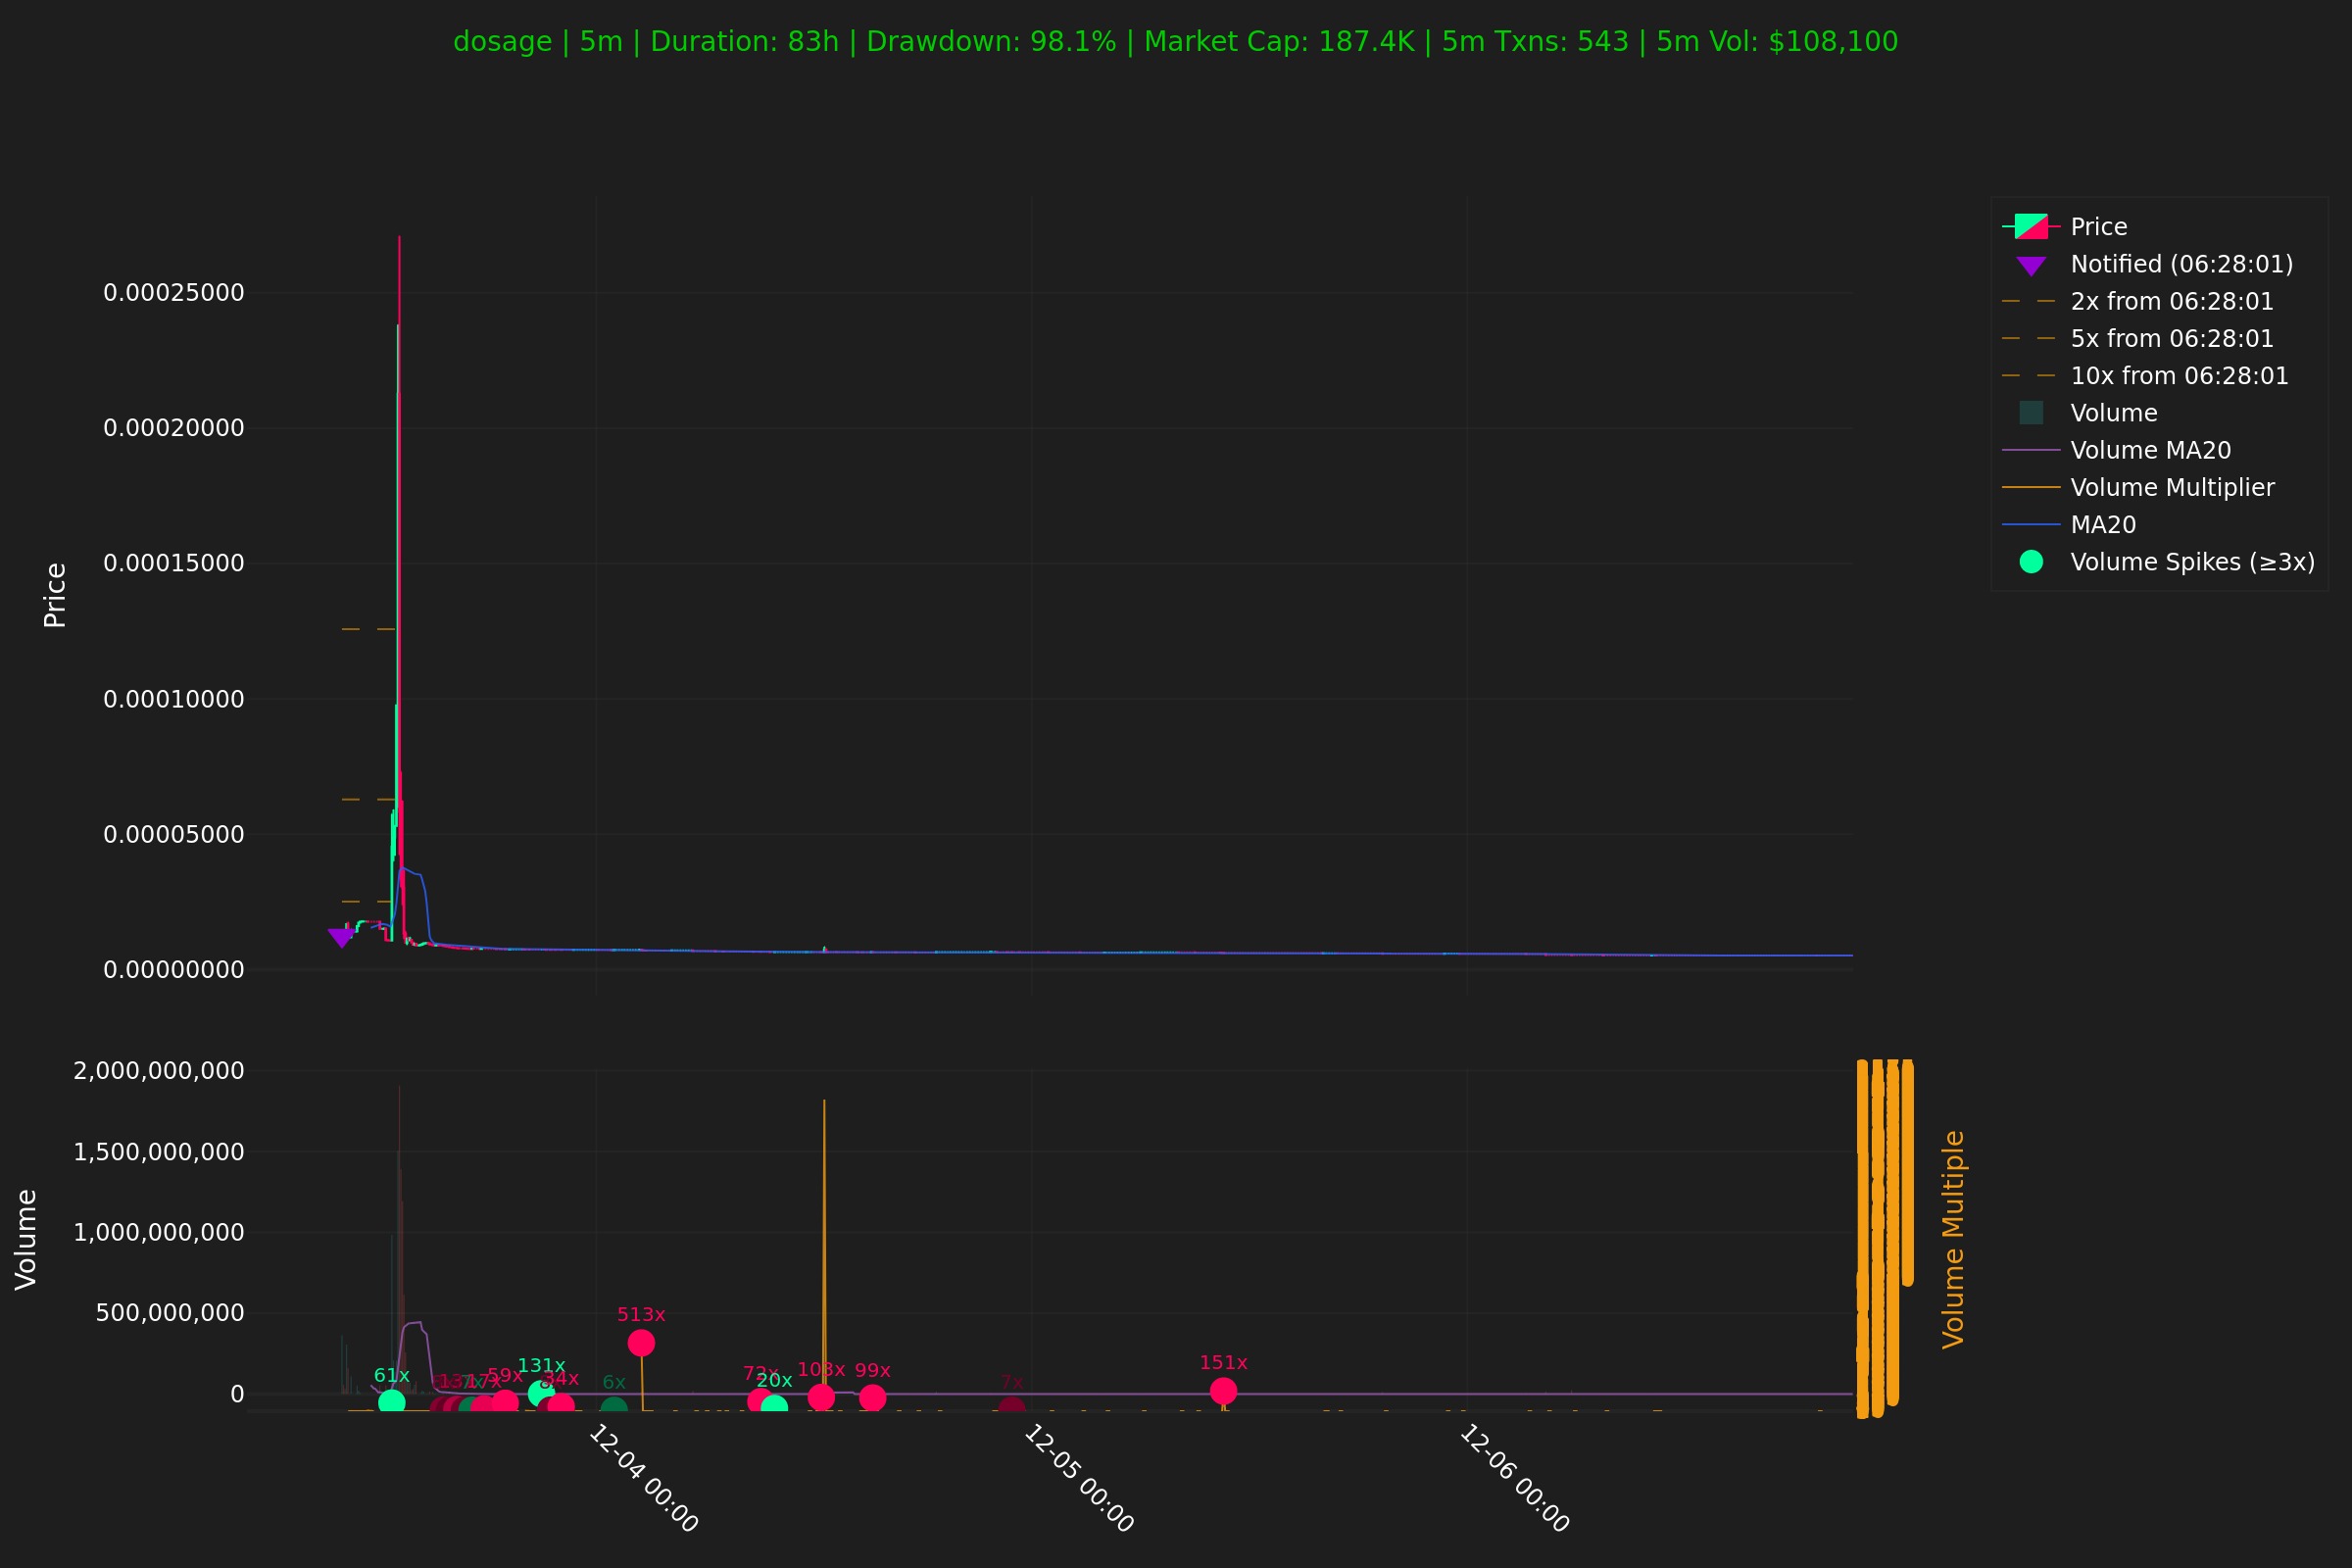 dosage | 5m | Duration: 83h | Drawdown: 98.1% | Market Cap: 187.4K | 5m Txns: 543 | 5m Vol: $108,100
Price
Notified (06:28:01)
2x from 06:28:01
5x from 06:28:01
10x from 06:28:01
Volume
Volume MA20
Volume Multiplier
MA20
Volume Spikes (≥3x)
Price
0.00025000
0.00020000
0.00015000
0.00010000
0.00005000
0.00000000
Volume
2,000,000,000
1,500,000,000
1,000,000,000
500,000,000
0
Volume Multiple
513x
131x
151x
61x
59x
34x
6x
72x
20x
103x
99x
7x
12-04 00:00
12-05 00:00
12-06 00:00